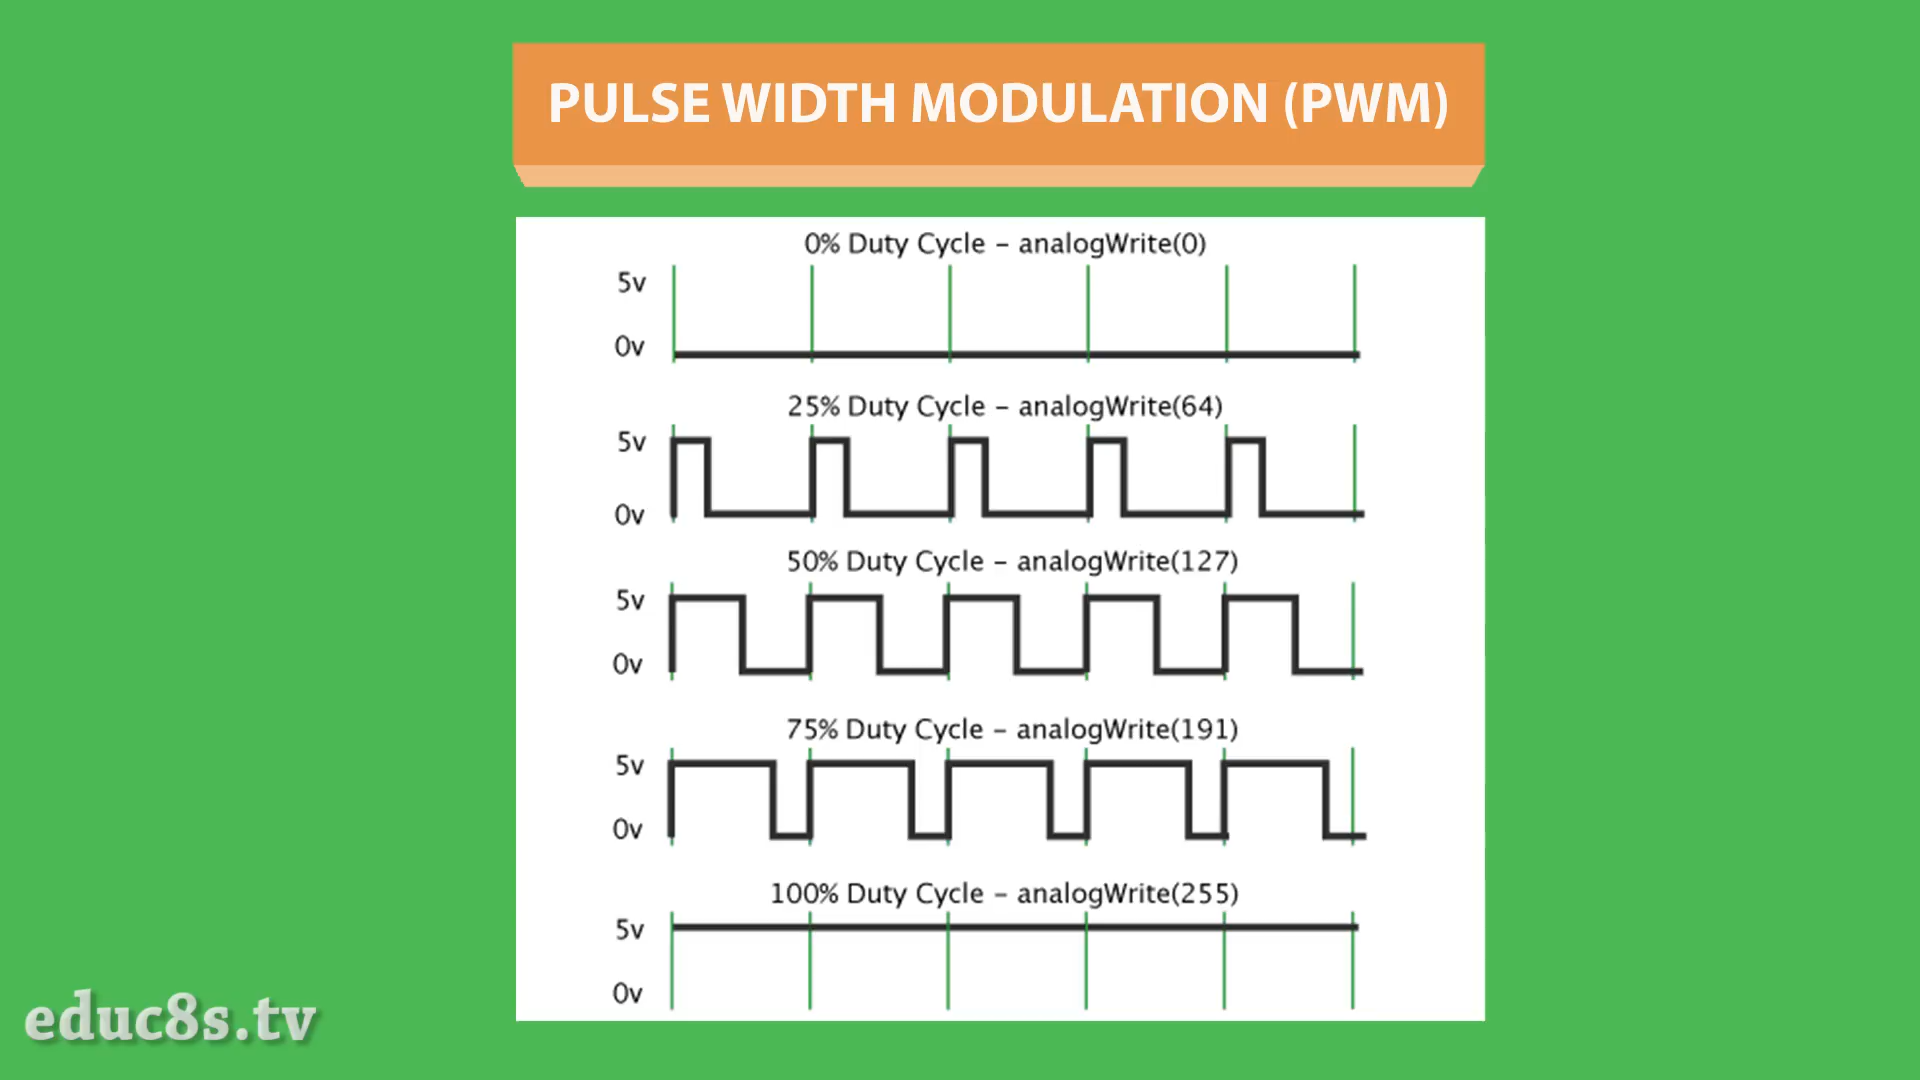 PULSE WIDTH MODULATION (PWM)
0% Duty Cycle – analogWrite(0)
5v
0v
25% Duty Cycle – analogWrite(64)
5v
0v
50% Duty Cycle – analogWrite(127)
5v
0v
75% Duty Cycle – analogWrite(191)
5v
0v
100% Duty Cycle – analogWrite(255)
5v
0v
educ8s.tv